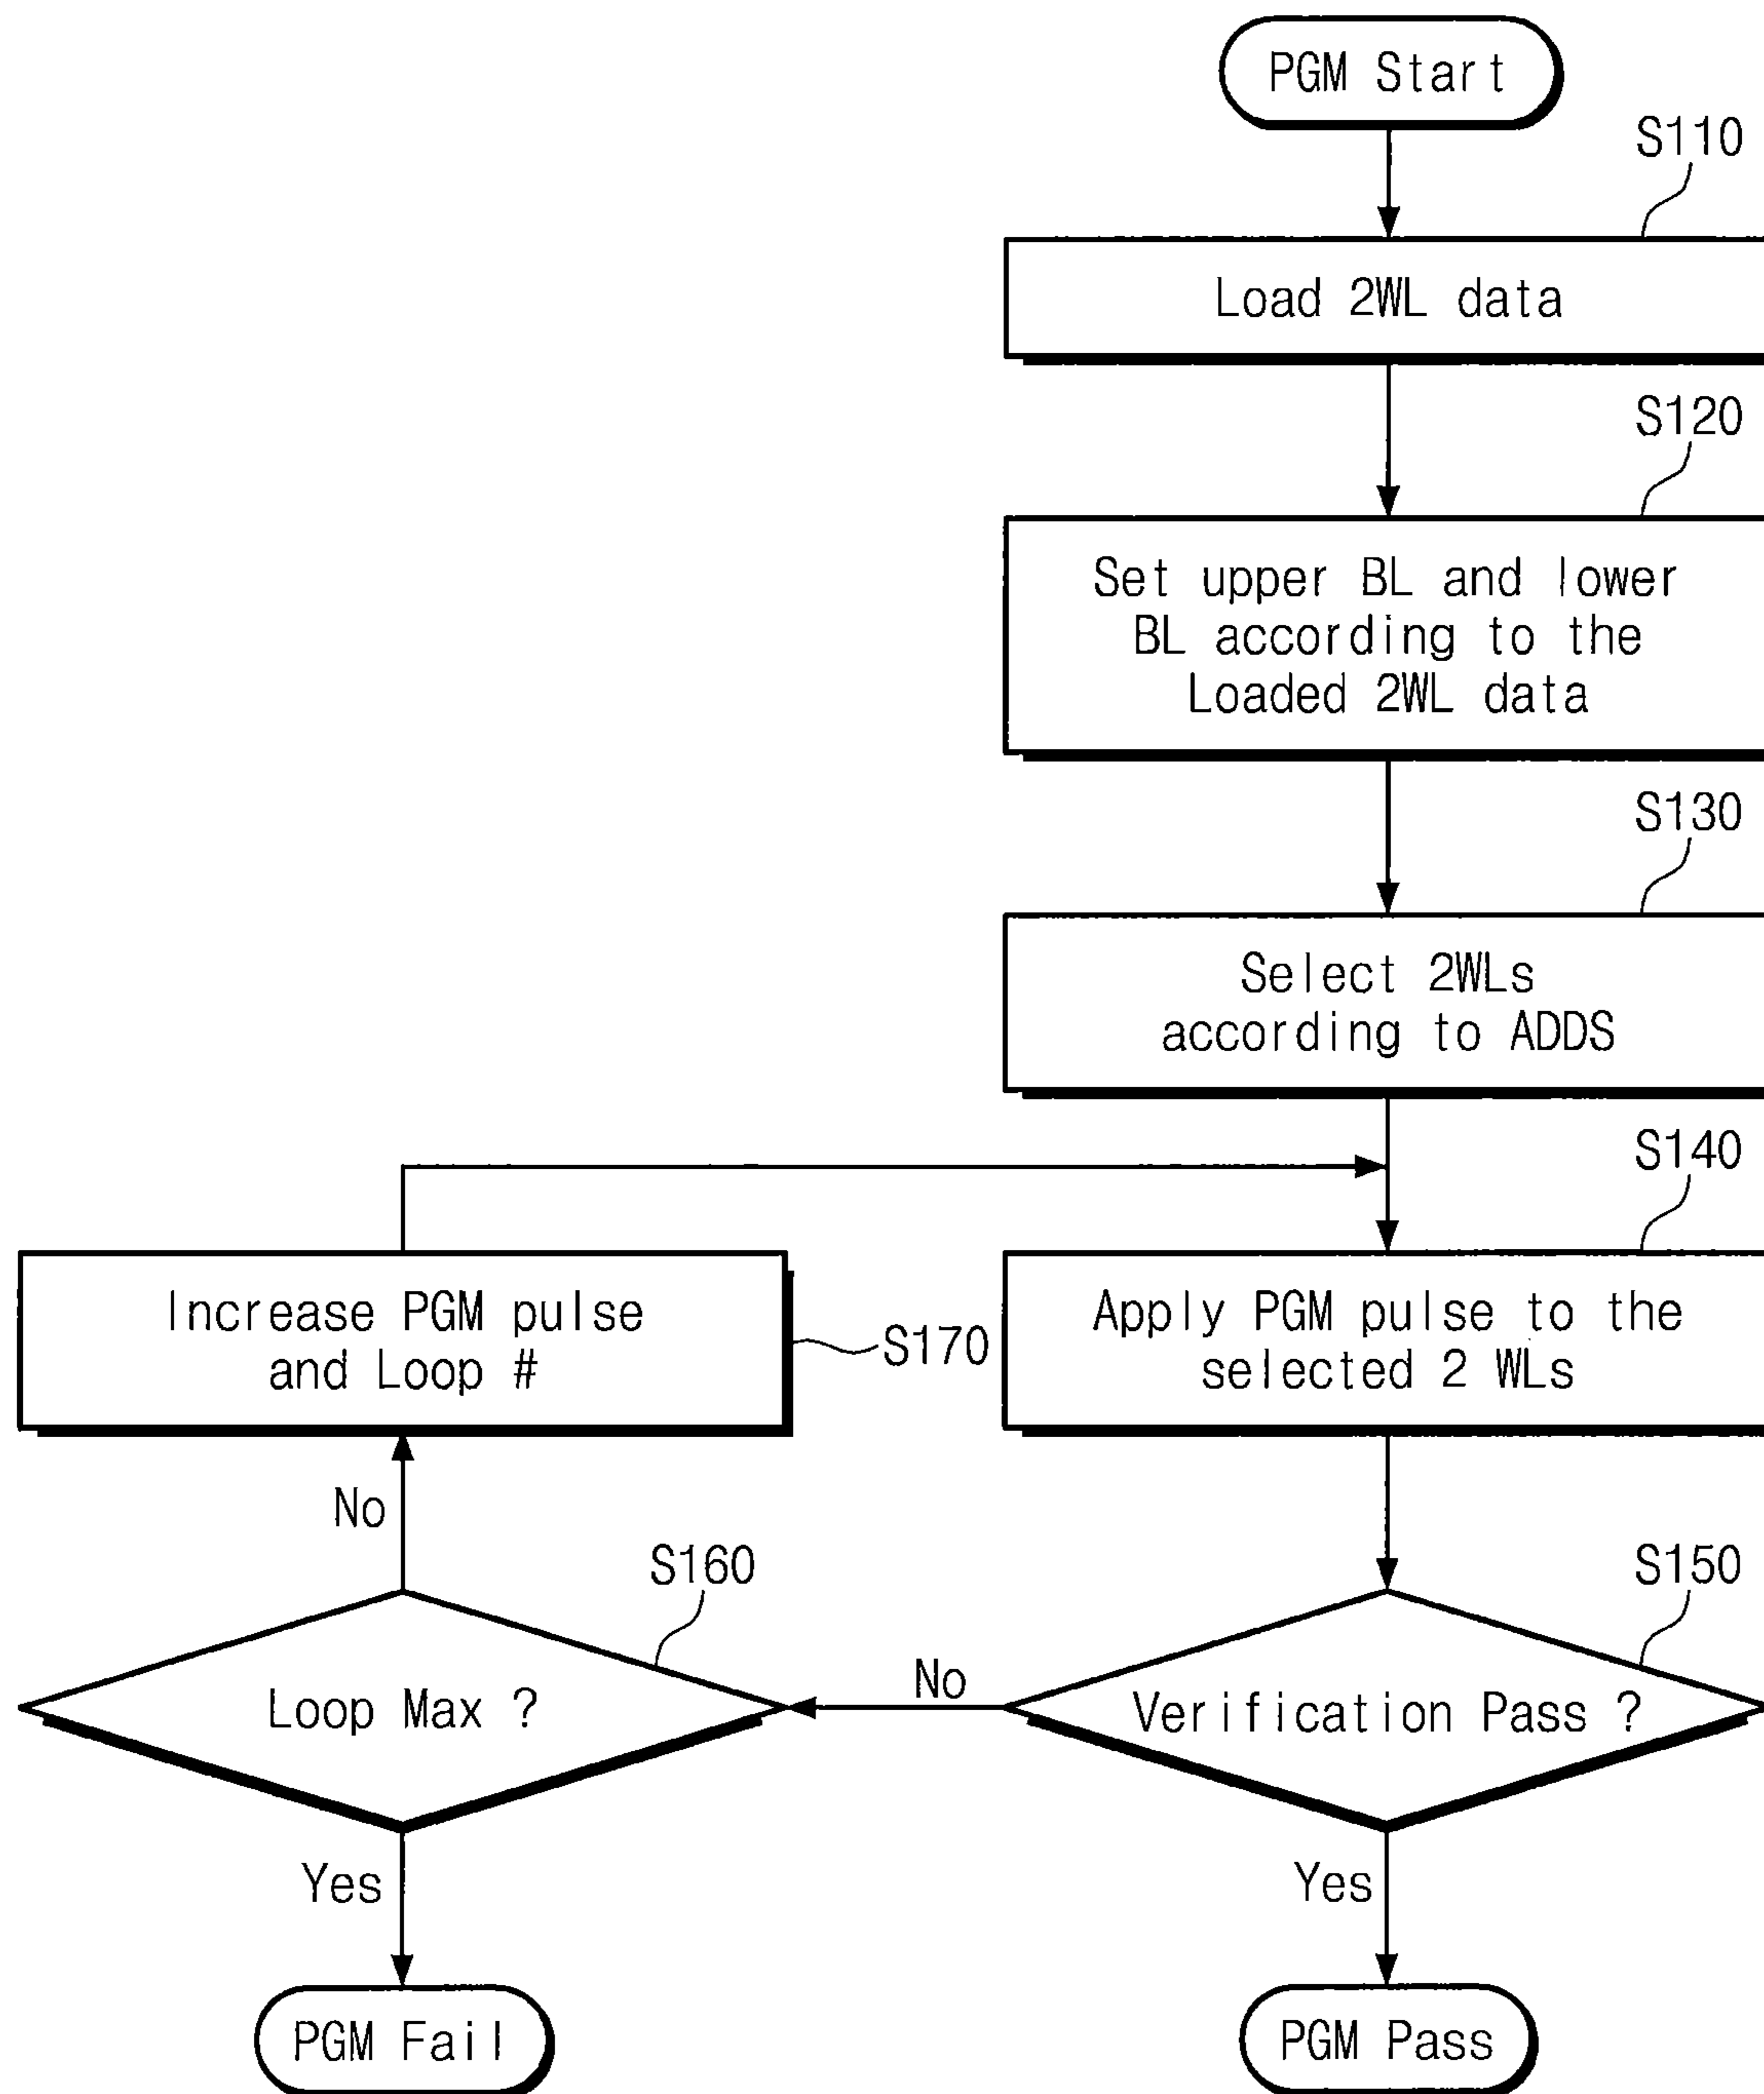 PGM Start
S110
Load 2WL data
S120
Set upper BL and lower
BL according to the
Loaded 2WL data
S130
Select 2WLs
according to ADDS
S140
Apply PGM pulse to the
selected 2 WLs
Increase PGM pulse
and Loop #
S170
No
S160
Loop Max ?
No
S150
Verification Pass ?
Yes
Yes
PGM Fail
PGM Pass